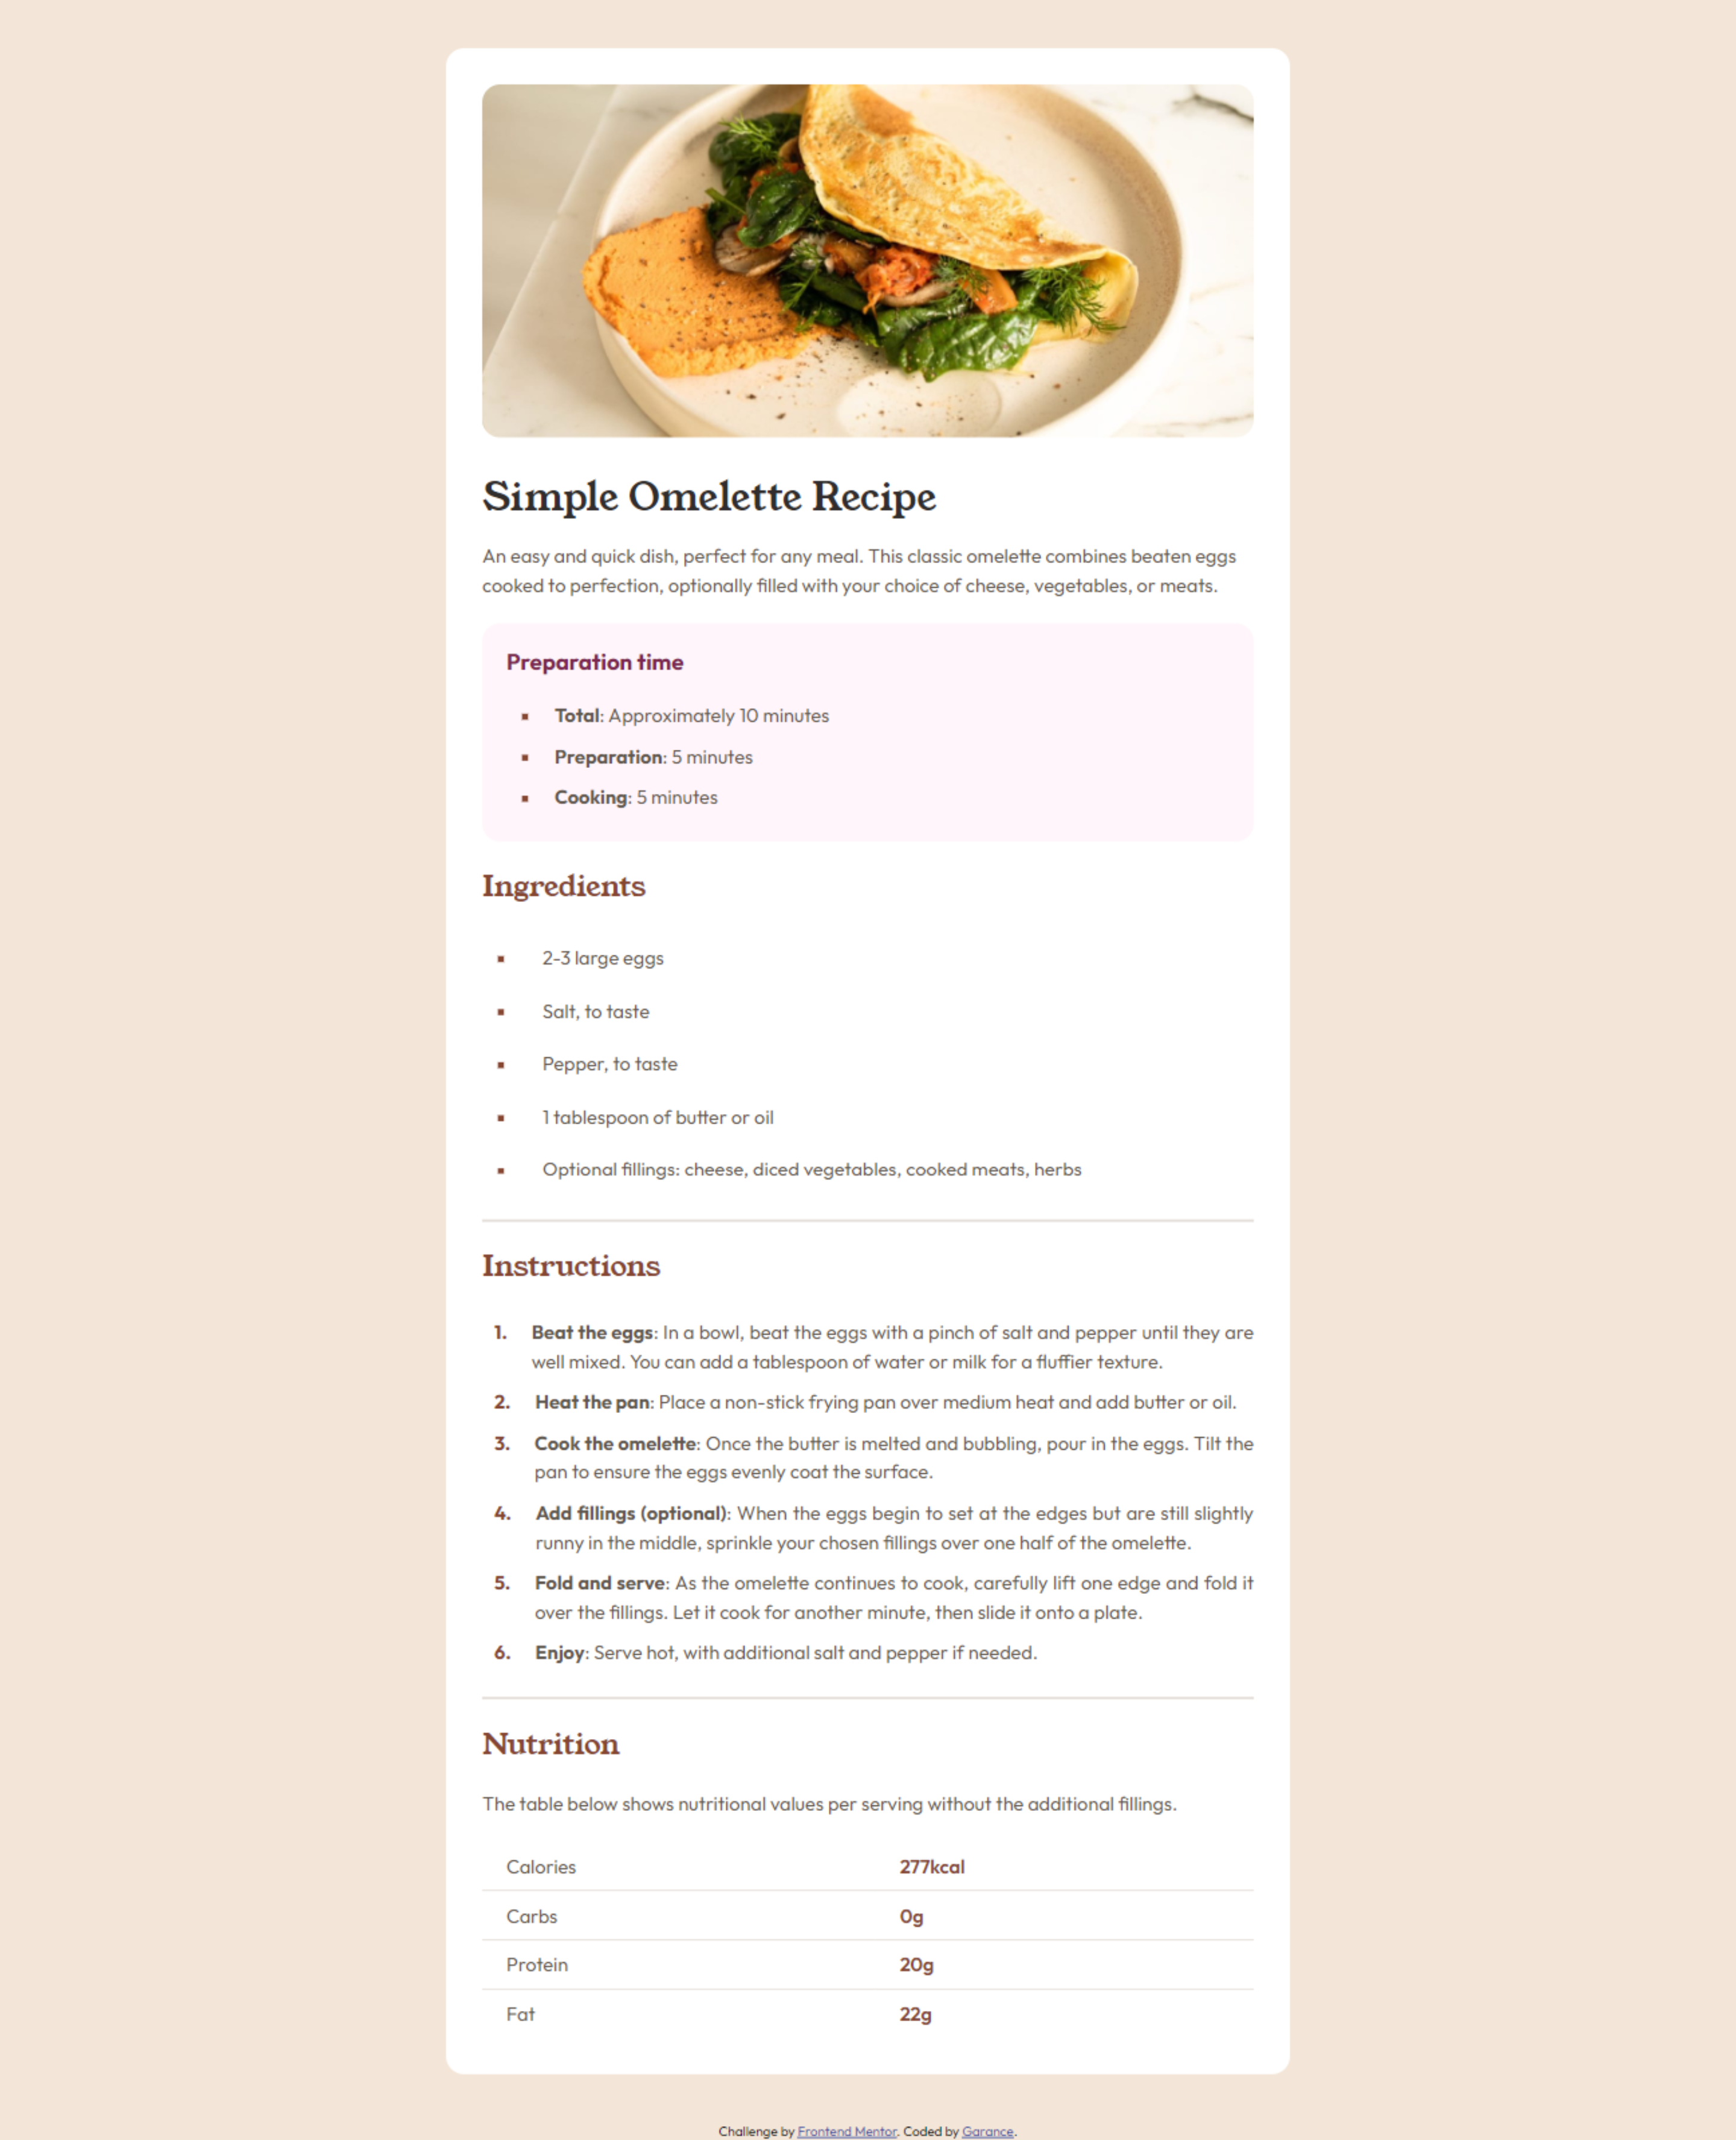 Simple Omelette Recipe
An easy and quick dish, perfect for any meal. This classic omelette combines beaten eggs
cooked to perfection, optionally filled with your choice of cheese, vegetables, or meats.
Preparation time
▪ Total: Approximately 10 minutes
▪ Preparation: 5 minutes
▪ Cooking: 5 minutes
Ingredients
▪ 2-3 large eggs
▪ Salt, to taste
▪ Pepper, to taste
▪ 1 tablespoon of butter or oil
▪ Optional fillings: cheese, diced vegetables, cooked meats, herbs
Instructions
1. Beat the eggs: In a bowl, beat the eggs with a pinch of salt and pepper until they are
well mixed. You can add a tablespoon of water or milk for a fluffier texture.
2. Heat the pan: Place a non-stick frying pan over medium heat and add butter or oil.
3. Cook the omelette: Once the butter is melted and bubbling, pour in the eggs. Tilt the
pan to ensure the eggs evenly coat the surface.
4. Add fillings (optional): When the eggs begin to set at the edges but are still slightly
runny in the middle, sprinkle your chosen fillings over one half of the omelette.
5. Fold and serve: As the omelette continues to cook, carefully lift one edge and fold it
over the fillings. Let it cook for another minute, then slide it onto a plate.
6. Enjoy: Serve hot, with additional salt and pepper if needed.
Nutrition
The table below shows nutritional values per serving without the additional fillings.
Calories 277kcal
Carbs 0g
Protein 20g
Fat 22g
Challenge by Frontend Mentor. Coded by Garance.